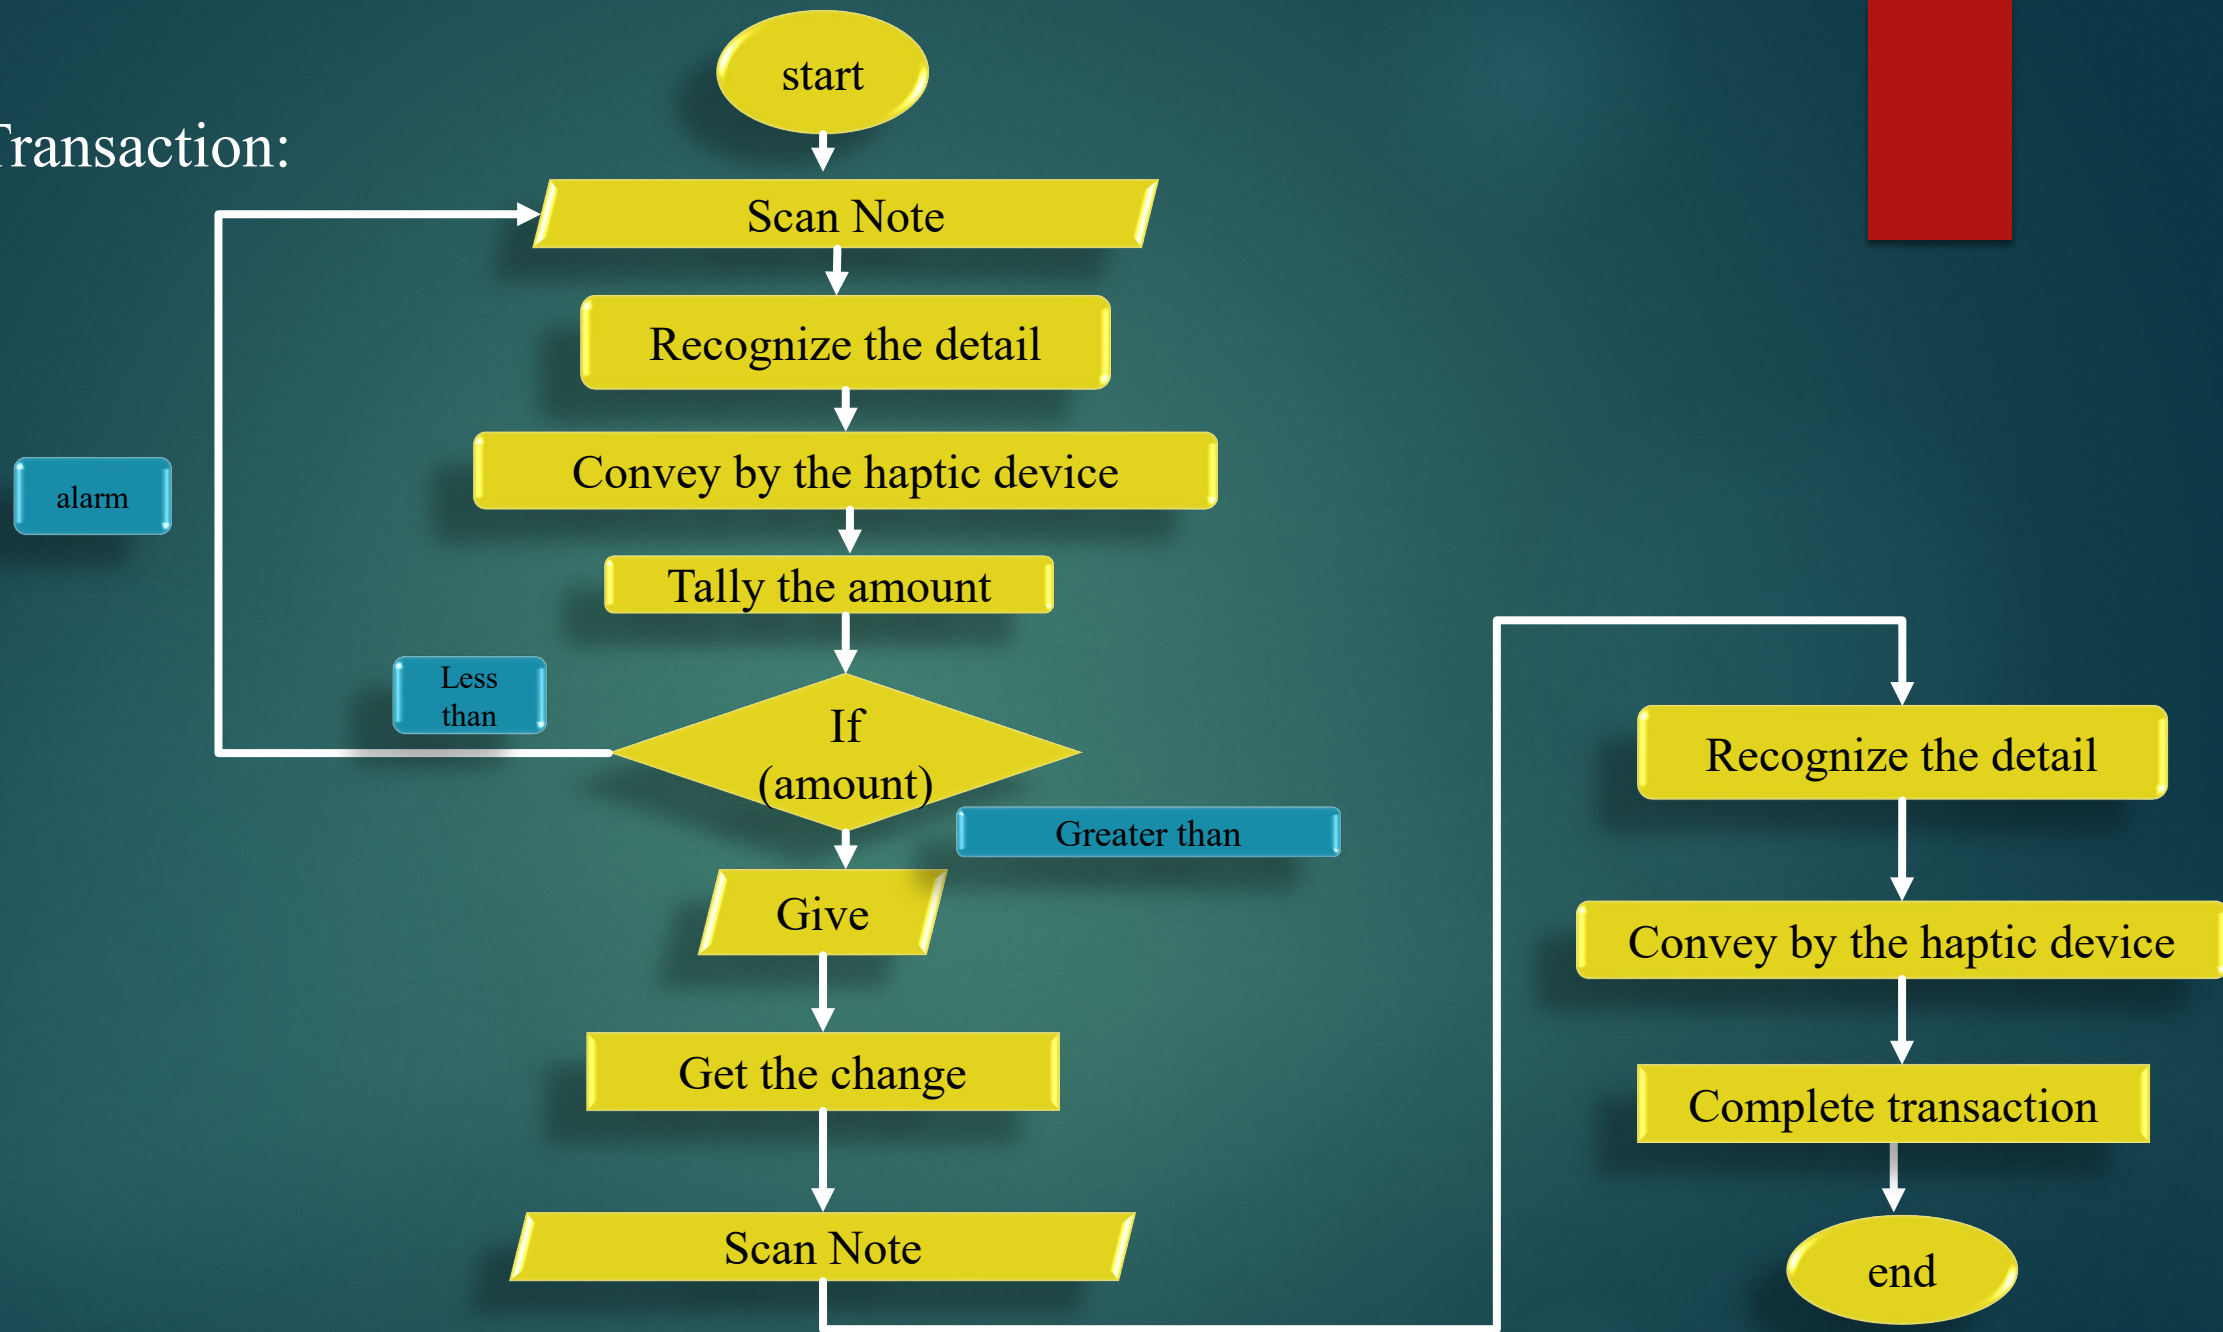 start
Transaction:
Scan Note
Recognize the detail
Convey by the haptic device
alarm
Tally the amount
Less
than
If
(amount)
Greater than
Give
Get the change
Scan Note
Recognize the detail
Convey by the haptic device
Complete transaction
end